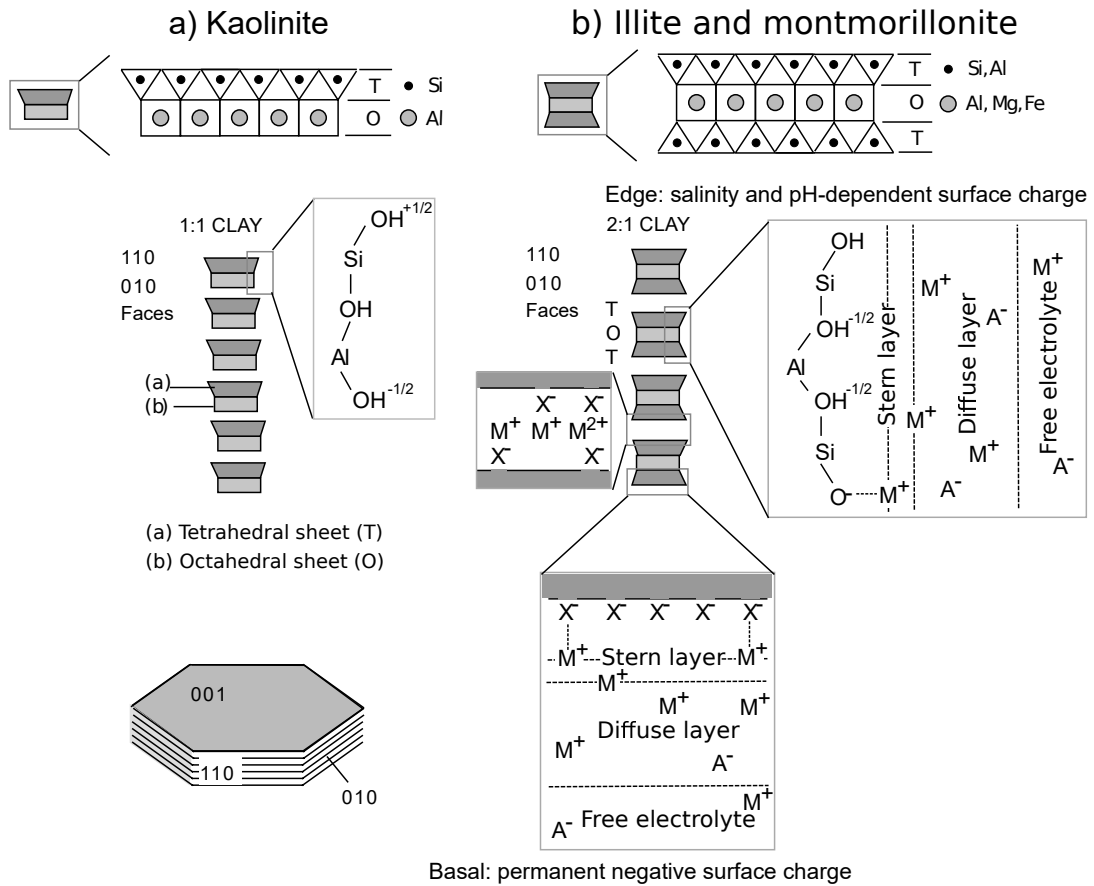 a) Kaolinite
T
Si
O
Al
1:1 CLAY
110
010
Faces
OH+1/2
Si
OH
Al
OH-1/2
(a)
(b)
(a) Tetrahedral sheet (T)
(b) Octahedral sheet (O)
001
110
010
b) Illite and montmorillonite
T
Si,Al
O
Al,Mg,Fe
T
Edge: salinity and pH-dependent surface charge
2:1 CLAY
110
010
Faces
T
O
T
X- X-
M+ M+ M2+
X- X-
OH
Si
OH-1/2
Al
OH-1/2
Si
O- M+
Stern layer
M+
M+
Diffuse layer
A-
M+
A-
Free electrolyte
M+
A-
X- X- X- X- X-
M+ Stern layer M+
M+
M+ M+
Diffuse layer
M+
A-
M+
A- Free electrolyte
Basal: permanent negative surface charge